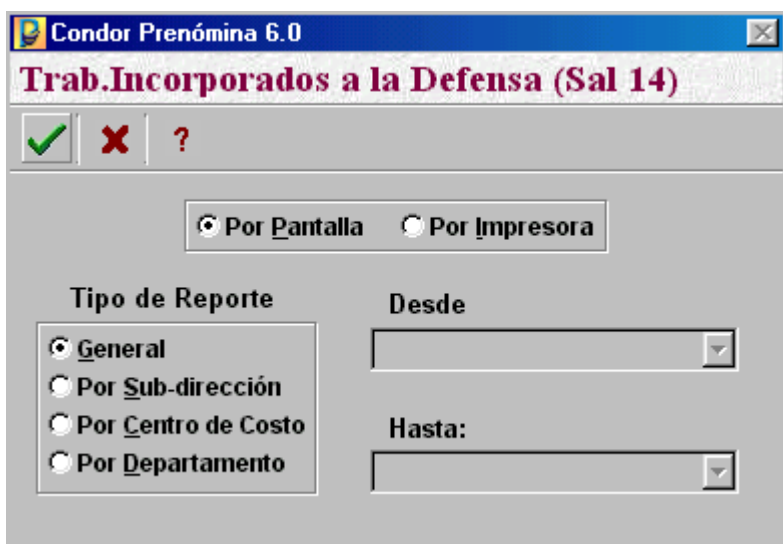 Condor Prenómina 6.0
Trab.Incorporados a la Defensa (Sal 14)
?
Por Pantalla Por Impresora
Tipo de Reporte
Desde
General
Por Sub-dirección
Por Centro de Costo
Hasta:
Por Departamento